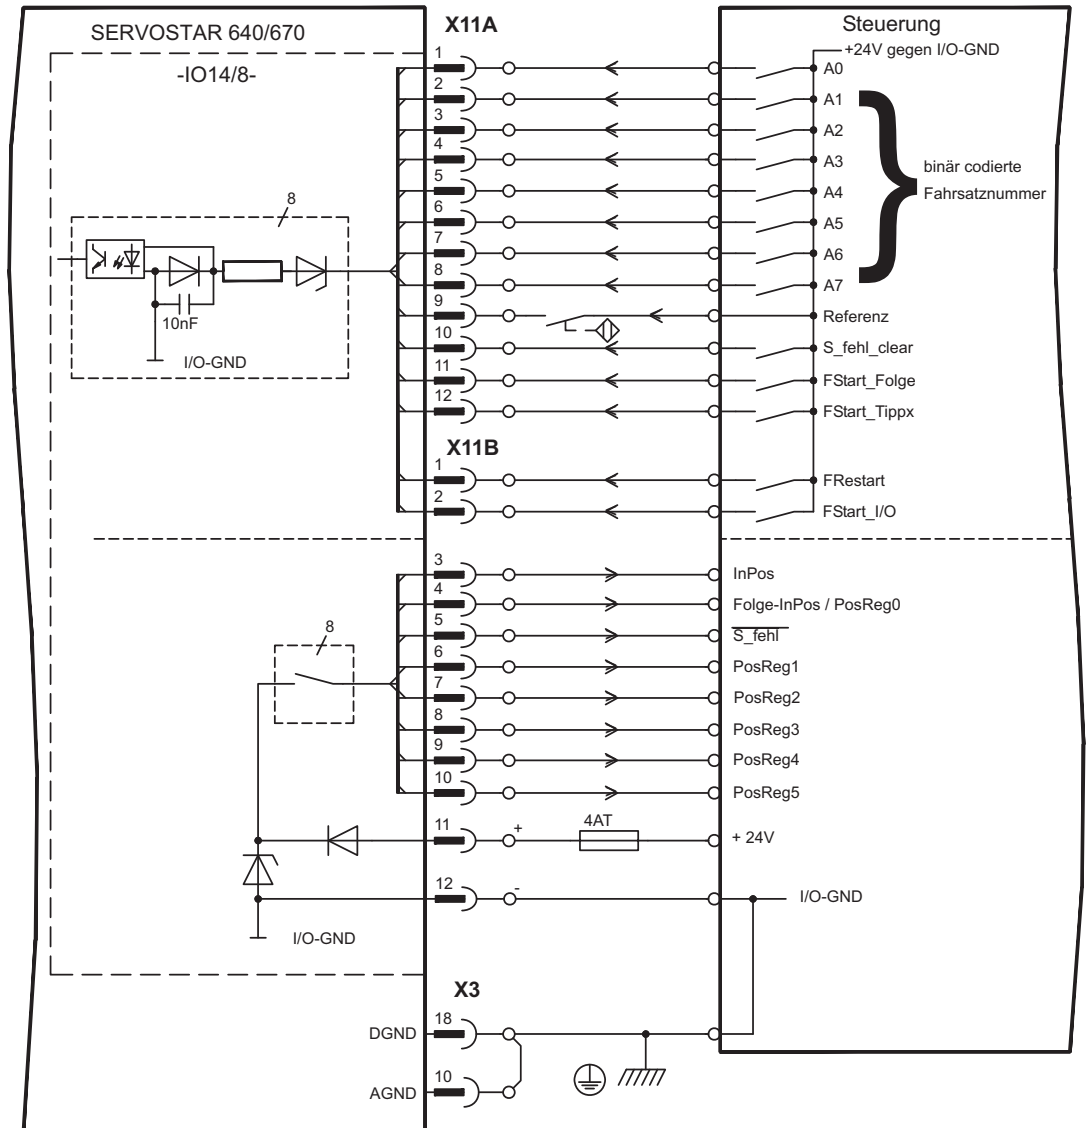 SERVOSTAR 640/670
-IO14/8-
8
10nF
I/O-GND
X11A
1
2
3
4
5
6
7
8
9
10
11
12
X11B
1
2
Steuerung
+24V gegen I/O-GND
A0
A1
A2
A3
A4
A5
A6
A7
binär codierte
Fahrsatznummer
Referenz
S_fehl_clear
FStart_Folge
FStart_Tippx
FRestart
FStart_I/O
8
3
4
5
6
7
8
9
10
11
12
InPos
Folge-InPos / PosReg0
S_fehl
PosReg1
PosReg2
PosReg3
PosReg4
PosReg5
+
4AT
+ 24V
-
I/O-GND
I/O-GND
X3
DGND
18
AGND
10